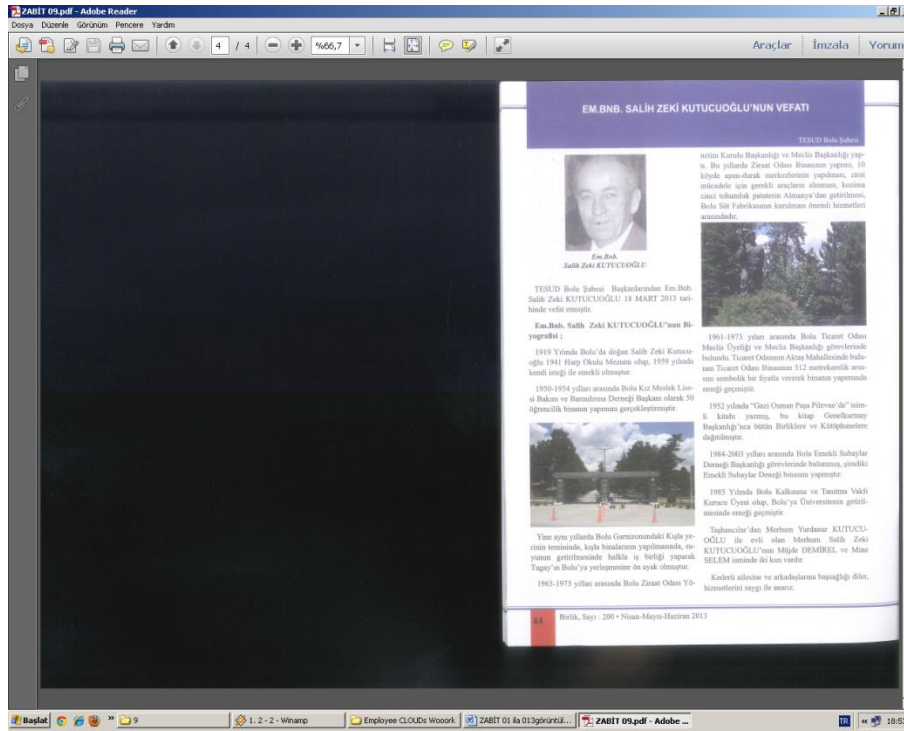 ZABİT 09.pdf - Adobe Reader
Dosya Düzenle Görünüm Pencere Yardım
4 / 4 %66,7 Araçlar İmzala Yorum
EM.BNB. SALİH ZEKİ KUTUCUOĞLU'NUN VEFATI
TESUD Bolu Şubesi
Em.Bnb.
Salih Zeki KUTUCUOĞLU
TESUD Bolu Şubesi Başkanlarından Em.Bnb.
Salih Zeki KUTUCUOĞLU 18 MART 2013 tari-
hinde vefat etmiştir.
Em.Bnb. Salih Zeki KUTUCUOĞLU'nun Bi-
yografisi ;
1919 Yılında Bolu'da doğan Salih Zeki Kutucu-
oğlu 1941 Harp Okulu Mezunu olup, 1959 yılında
kendi isteği ile emekli olmuştur.
1950-1954 yılları arasında Bolu Kız Meslek Lise-
si Bakım ve Barındırma Derneği Başkanı olarak 50
öğrencilik binanın yapımını gerçekleştirmiştir.
Yine aynı yıllarda Bolu Garnizonundaki Kışla ye-
rinin temininde, kışla binalarının yapılmasında, su-
yunun getirilmesinde halkla iş birliği yaparak
Tugay'ın Bolu'ya yerleşmesine ön ayak olmuştur.
1963-1973 yılları arasında Bolu Ziraat Odası Yö-
netim Kurulu Başkanlığı ve Meclis Başkanlığı yap-
tı. Bu yıllarda Ziraat Odası Binasının yapımı, 10
köyde aşım-durak merkezlerinin yapılması, zirai
mücadele için gerekli araçların alınması, kozima
cinci tohumluk patatesin Almanya'dan getirilmesi,
Bolu Süt Fabrikasının kurulması önemli hizmetleri
arasındadır.
1961-1973 yılları arasında Bolu Ticaret Odası
Meclis Üyeliği ve Meclis Başkanlığı görevlerinde
bulundu. Ticaret Odasının Aktaş Mahallesinde bulu-
nan Ticaret Odası Binasının 512 metrekarelik arsa-
sını sembolik bir fiyatla vererek binanın yapımında
emeği geçmiştir.
1952 yılında "Gazi Osman Paşa Pilevne'de" isim-
li kitabı yazmış, bu kitap Genelkurmay
Başkanlığı'nca bütün Birliklere ve Kütüphanelere
dağıtılmıştır.
1984-2003 yılları arasında Bolu Emekli Subaylar
Derneği Başkanlığı görevlerinde bulunmuş, şimdiki
Emekli Subaylar Deneği binasını yapmıştır.
1985 Yılında Bolu Kalkınma ve Tanıtma Vakfı
Kurucu Üyesi olup, Bolu'ya Üniversitenin getiril-
mesinde emeği geçmiştir.
Taşhancılar'dan Merhum Yurdanur KUTUCU-
OĞLU ile evli olan Merhum Salih Zeki
KUTUCUOĞLU'nun Müjde DEMİREL ve Mine
SELEM isminde iki kızı vardır.
Kederli ailesine ve arkadaşlarına başsağlığı diler,
hizmetlerini saygı ile anarız.
44 Birlik, Sayı : 200 • Nisan-Mayıs-Haziran 2013
Başlat 9 1. 2 - 2 - Winamp Employee CLOUDs Wooork ZABİT 01 ila 013görüntül... ZABİT 09.pdf - Adobe ... TR 18:5